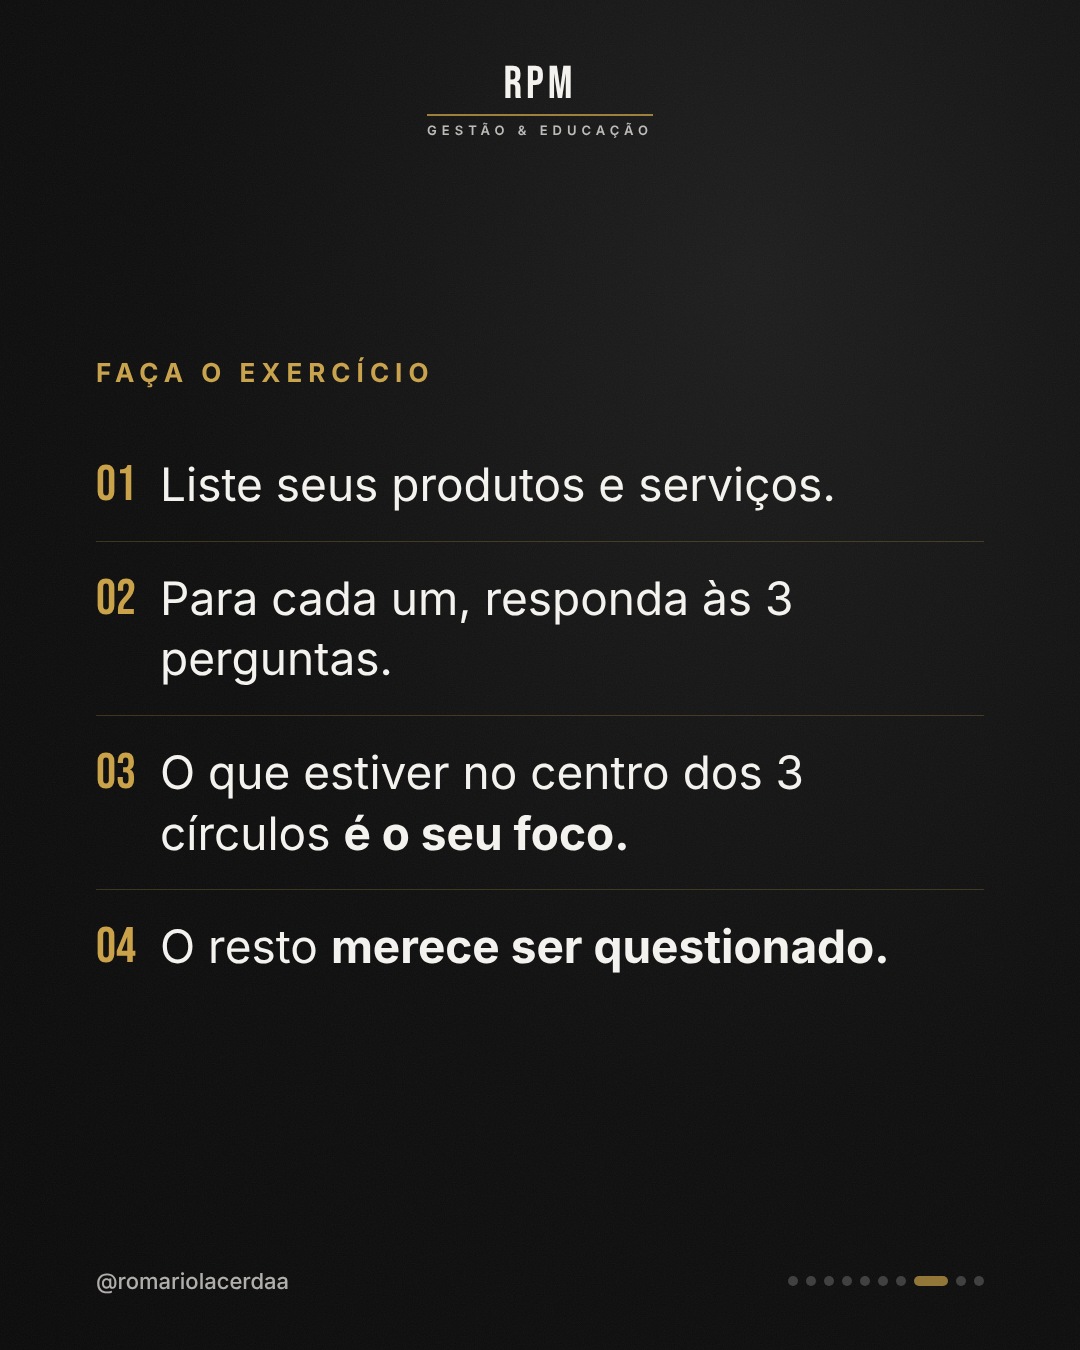 RPM
GESTÃO & EDUCAÇÃO
FAÇA O EXERCÍCIO
01 Liste seus produtos e serviços.
02 Para cada um, responda às 3
perguntas.
03 O que estiver no centro dos 3
círculos é o seu foco.
04 O resto merece ser questionado.
@romariolacerdaa